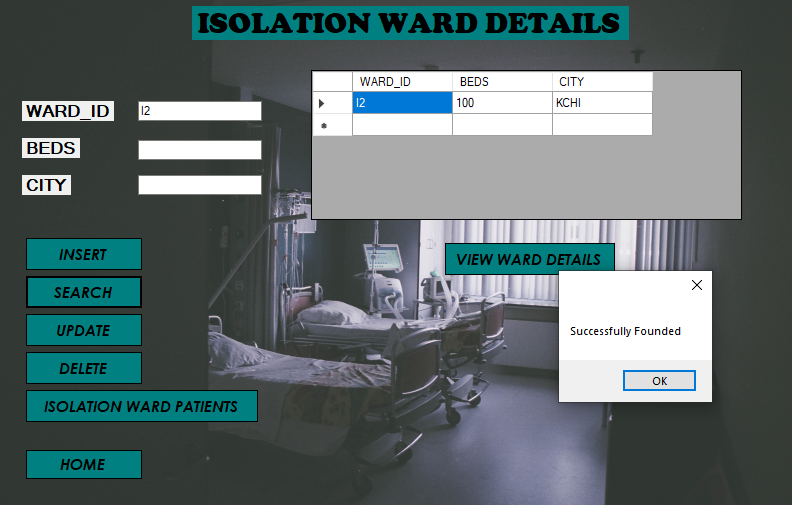 ISOLATION WARD DETAILS
WARD_ID BEDS CITY
I2 100 KCHI
WARD_ID I2
BEDS
CITY
INSERT
VIEW WARD DETAILS
SEARCH
UPDATE
Successfully Founded
DELETE
OK
ISOLATION WARD PATIENTS
HOME